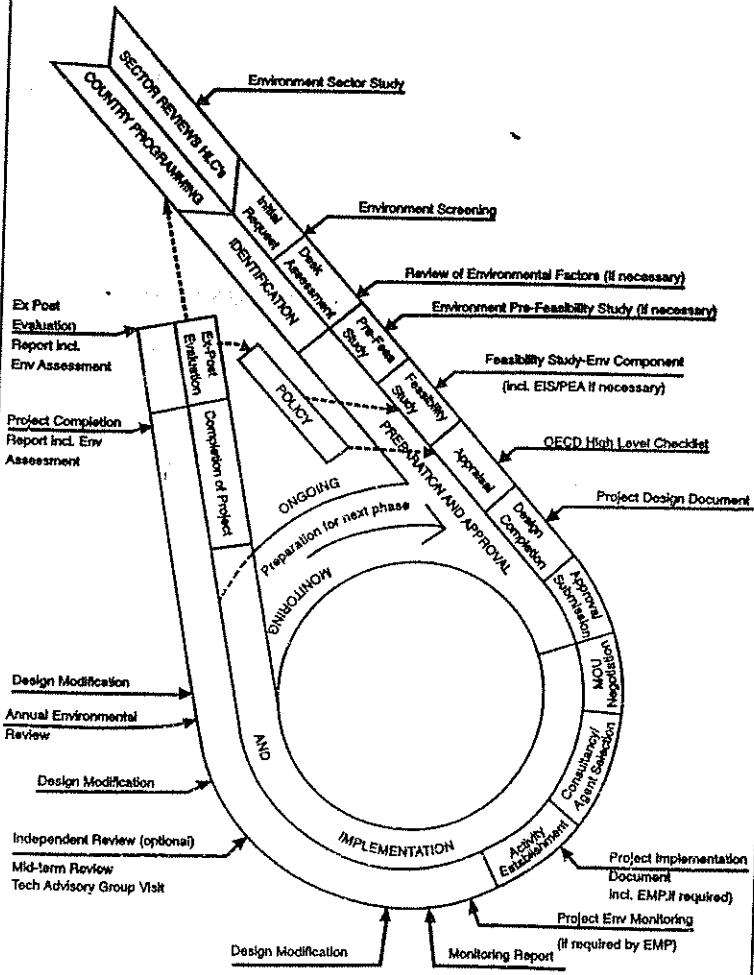 Environment Sector Study
SECTOR REVIEWS HLC's
COUNTRY PROGRAMMING
Initial
Request
Environment Screening
Desk
Assessment
IDENTIFICATION
Review of Environmental Factors (if necessary)
Environment Pre-Feasibility Study (if necessary)
Pre-Feas
Study
Feasibility Study-Env Component
(incl. EIS/PEA if necessary)
Feasibility
Study
OECD High Level Checklist
Appraisal
Project Design Document
Design
Completion
PREPARATION AND APPROVAL
Approval
Submission
MOU
Negotiation
Consultancy/
Agent Selection
Activity
Establishment
Project Implementation
Document
incl. EMP.if required)
Project Env Monitoring
(if required by EMP)
Monitoring Report
Design Modification
IMPLEMENTATION
AND
MONITORING
ONGOING
Preparation for next phase
POLICY
Ex Post
Evaluation
Report incl.
Env Assessment
Ex-Post
Evaluation
Project Completion
Report incl. Env
Assessment
Completion of Project
Design Modification
Annual Environmental
Review
Design Modification
Independent Review (optional)
Mid-term Review
Tech Advisory Group Visit